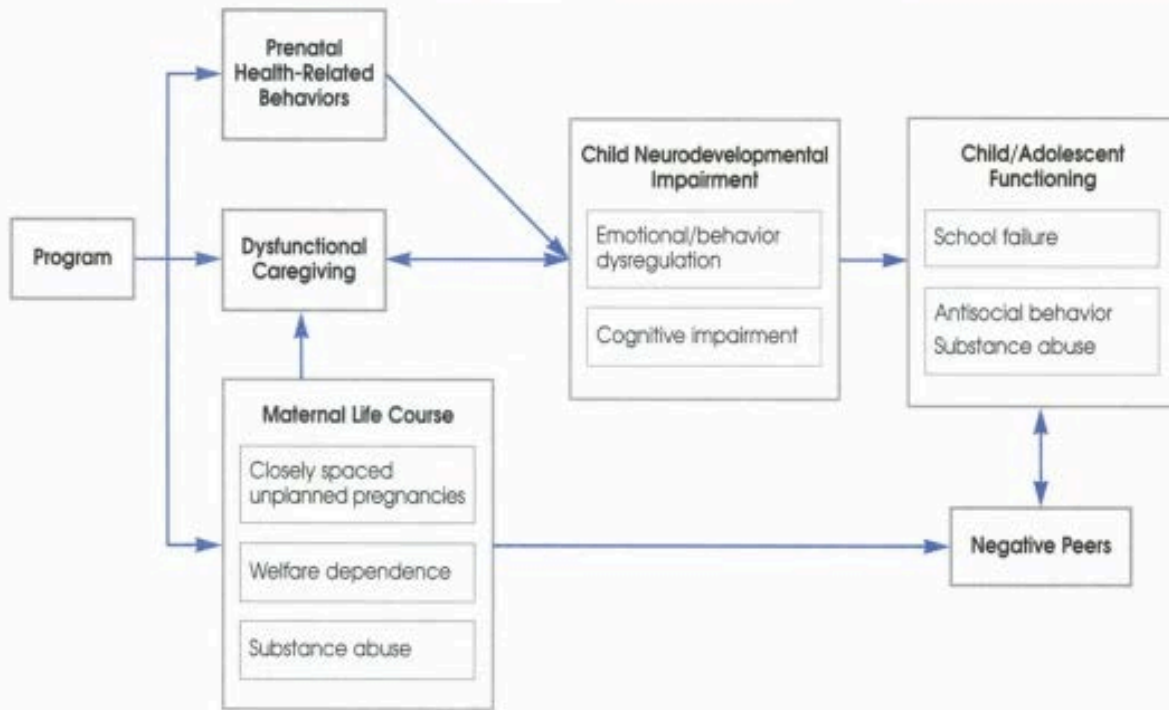 Prenatal
Health-Related
Behaviors
Program
Dysfunctional
Caregiving
Maternal Life Course
Closely spaced
unplanned pregnancies
Welfare dependence
Substance abuse
Child Neurodevelopmental
Impairment
Emotional/behavior
dysregulation
Cognitive impairment
Child/Adolescent
Functioning
School failure
Antisocial behavior
Substance abuse
Negative Peers